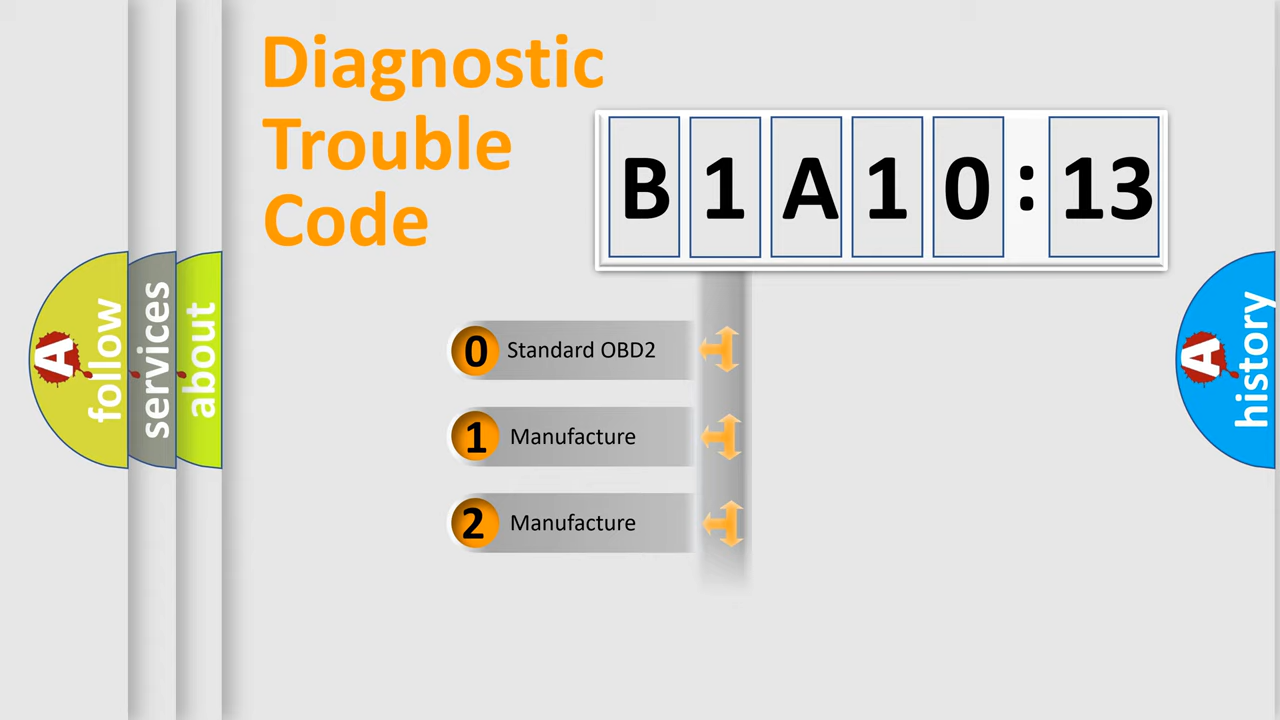 Diagnostic
Trouble
Code
B 1 A 1 0 : 13
0 Standard OBD2
1 Manufacture
2 Manufacture
A follow
services
about
A history